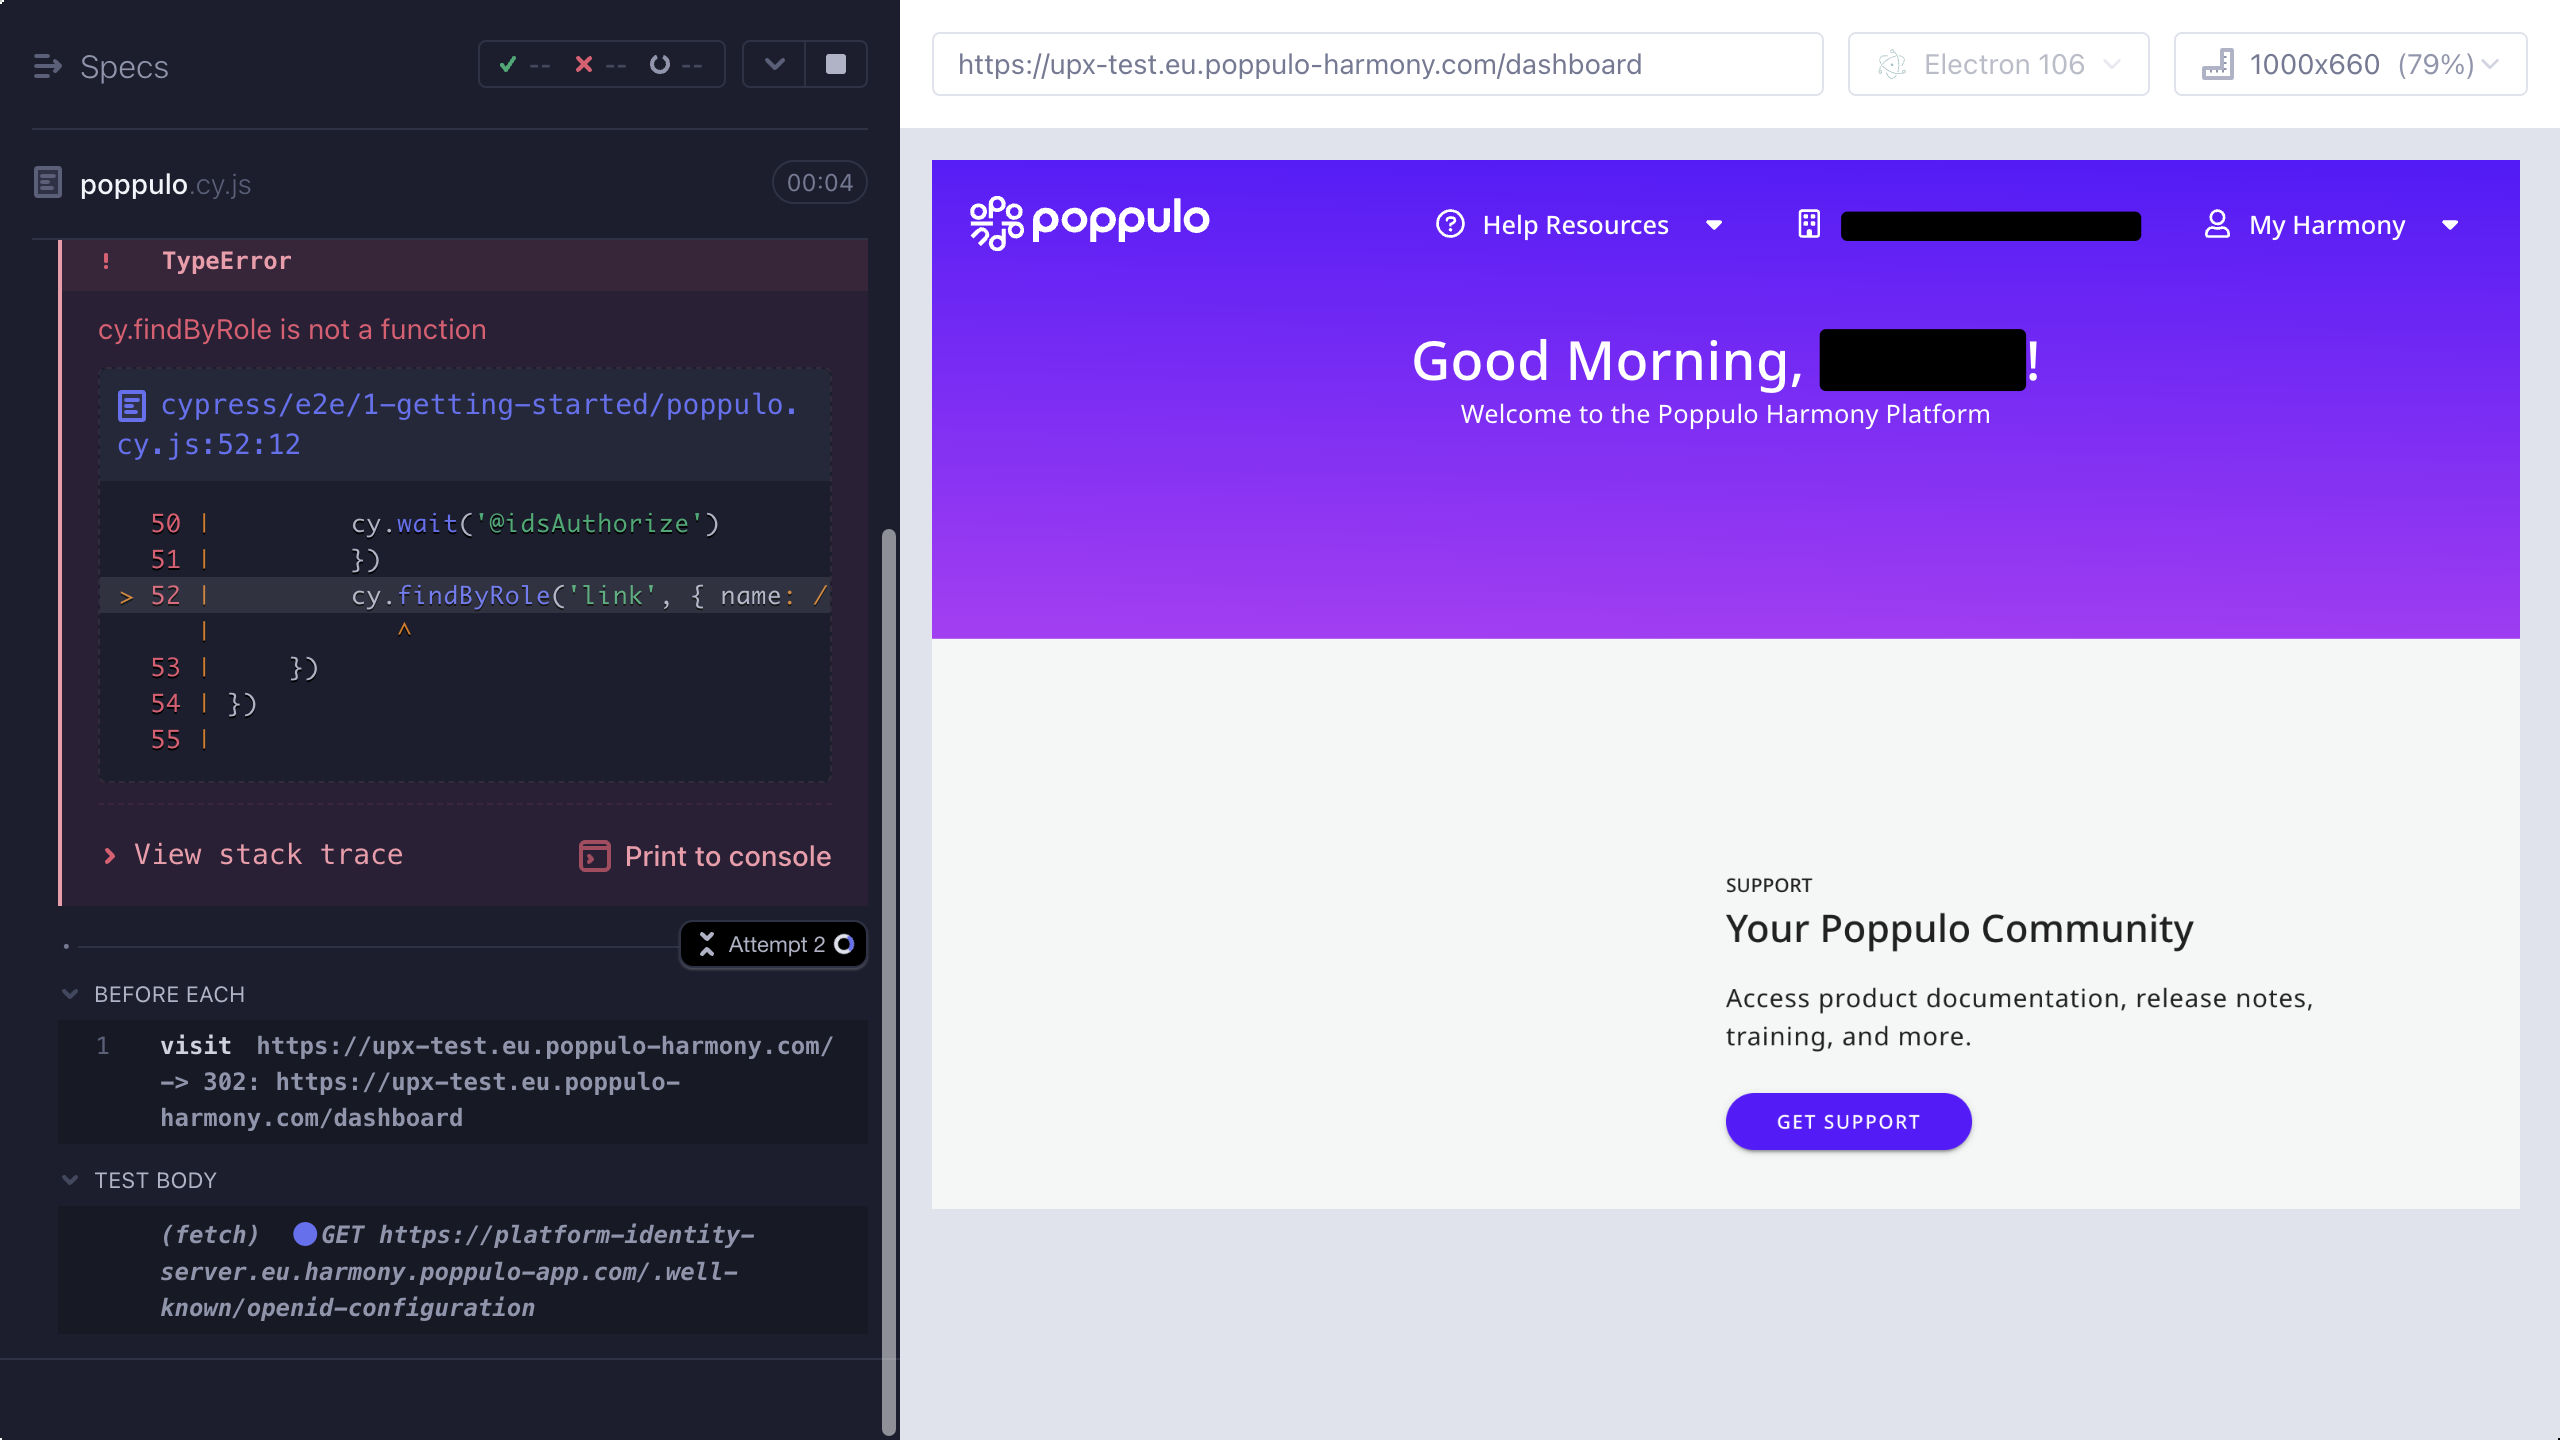 Specs
-- -- --
poppulo.cy.js
00:04
! TypeError
cy.findByRole is not a function
cypress/e2e/1-getting-started/poppulo.
cy.js:52:12
50 | cy.wait('@idsAuthorize')
51 | })
> 52 | cy.findByRole('link', { name: /
| ^
53 | })
54 | })
55 |
View stack trace
Print to console
Attempt 2
BEFORE EACH
1 visit https://upx-test.eu.poppulo-harmony.com/
-> 302: https://upx-test.eu.poppulo-
harmony.com/dashboard
TEST BODY
(fetch) GET https://platform-identity-
server.eu.harmony.poppulo-app.com/.well-
known/openid-configuration
https://upx-test.eu.poppulo-harmony.com/dashboard
Electron 106
1000x660 (79%)
poppulo
Help Resources
My Harmony
Good Morning, !
Welcome to the Poppulo Harmony Platform
SUPPORT
Your Poppulo Community
Access product documentation, release notes,
training, and more.
GET SUPPORT